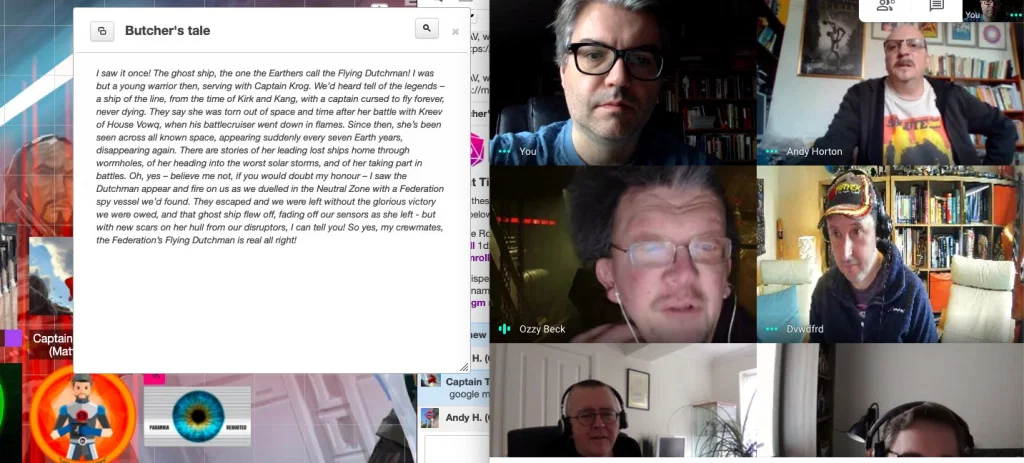 Butcher's tale
I saw it once! The ghost ship, the one the Earthers call the Flying Dutchman! I was
but a young warrior then, serving with Captain Krog. We'd heard tell of the legends –
a ship of the line, from the time of Kirk and Kang, with a captain cursed to fly forever,
never dying. They say she was torn out of space and time after her battle with Kreev
of House Vowq, when his battlecruiser went down in flames. Since then, she's been
seen across all known space, appearing suddenly every seven Earth years,
disappearing again. There are stories of her leading lost ships home through
wormholes, of her heading into the worst solar storms, and of her taking part in
battles. Oh, yes – believe me not, if you would doubt my honour – I saw the
Dutchman appear and fire on us as we duelled in the Neutral Zone with a Federation
spy vessel we'd found. They escaped and we were left without the glorious victory
we were owed, and that ghost ship flew off, fading off our sensors as she left - but
with new scars on her hull from our disruptors, I can tell you! So yes, my crewmates,
the Federation's Flying Dutchman is real all right!
Captain
(Mat
PARANOIA
REBOOTED
these
below
1d
gm
new
H. (
Captain T
google m
Andy H. (
You
You
Andy Horton
Ozzy Beck
Dvwdfrd